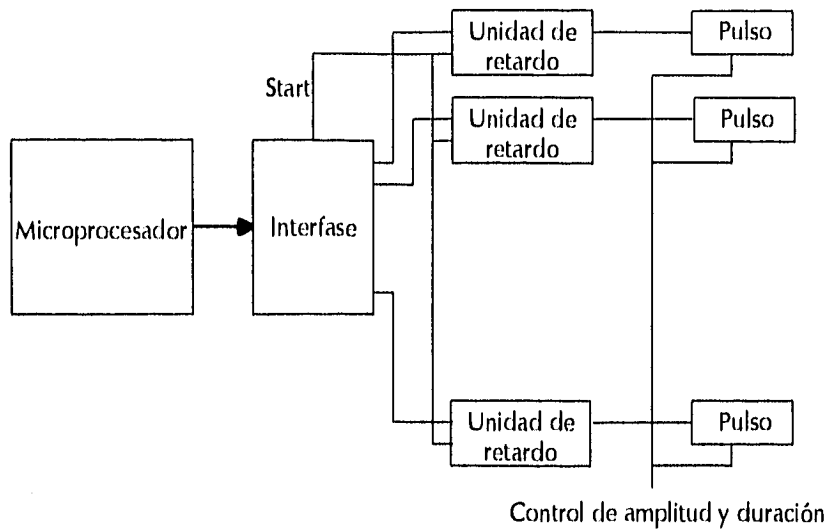 Unidad de
retardo
Pulso
Start
Unidad de
retardo
Pulso
Microprocesador
Interfase
Unidad de
retardo
Pulso
Control de amplitud y duración